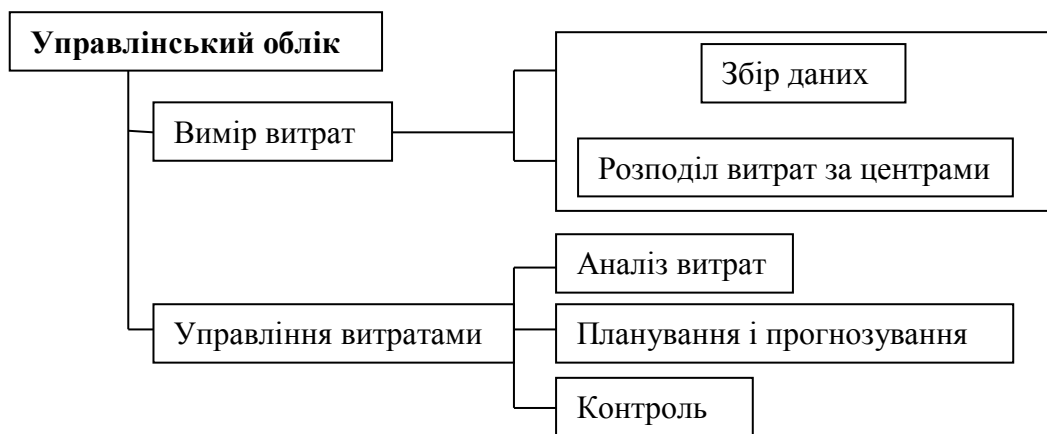 Управлінський облік
Збір даних
Вимір витрат
Розподіл витрат за центрами
Аналіз витрат
Управління витратами
Планування і прогнозування
Контроль